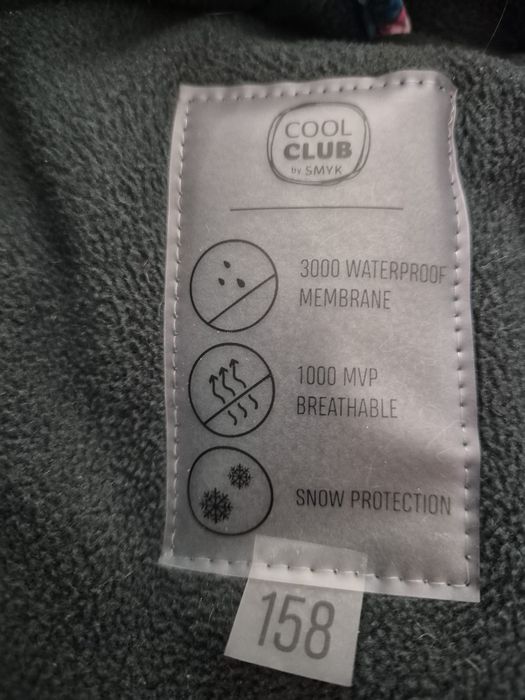 COOL
CLUB
by SMYK
3000 WATERPROOF
MEMBRANE
1000 MVP
BREATHABLE
SNOW PROTECTION
158